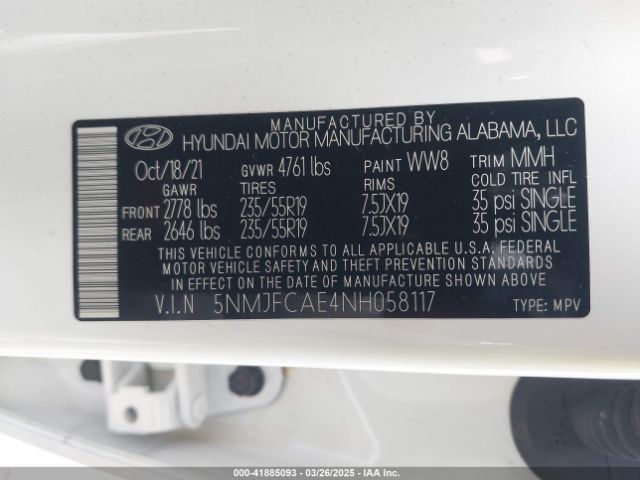 MANUFACTURED BY
HYUNDAI MOTOR MANUFACTURING ALABAMA, LLC
Oct/18/21 GVWR 4761 lbs PAINT WW8 TRIM MMH
GAWR TIRES RIMS COLD TIRE INFL
FRONT 2778 lbs 235/55R19 7.5JX19 35 psi SINGLE
REAR 2646 lbs 235/55R19 7.5JX19 35 psi SINGLE
THIS VEHICLE CONFORMS TO ALL APPLICABLE U.S.A. FEDERAL
MOTOR VEHICLE SAFETY AND THEFT PREVENTION STANDARDS
IN EFFECT ON THE DATE OF MANUFACTURE SHOWN ABOVE
V.I.N 5NMJFCAE4NH058117 TYPE: MPV
000-41885093 - 03/26/2025 - IAA Inc.